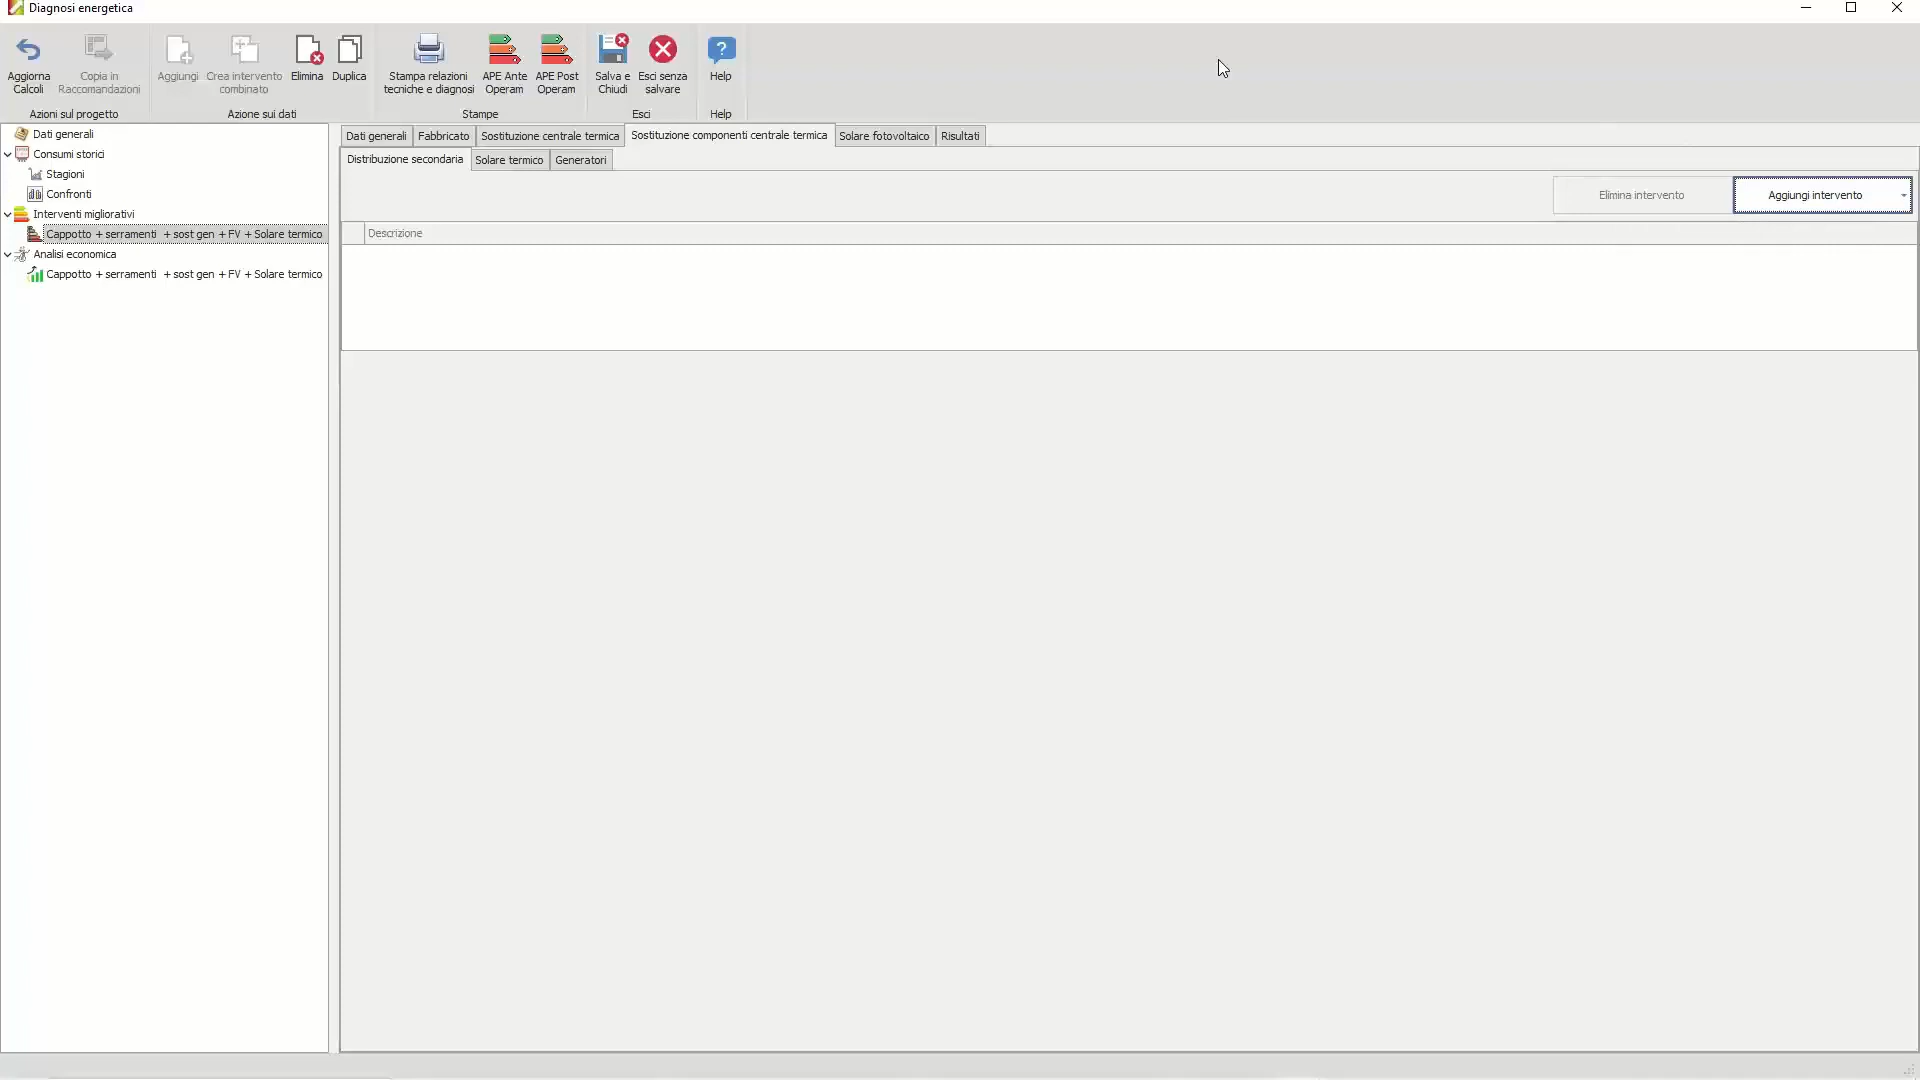 Diagnosi energetica
Aggiorna Calcoli
Copia in Raccomandazioni
Aggiungi
Crea intervento combinato
Elimina
Duplica
Stampa relazioni tecniche e diagnosi
APE Ante Operam
APE Post Operam
Salva e Chiudi
Esci senza salvare
Help
Azioni sul progetto
Azione sui dati
Stampe
Esci
Help
Dati generali
Consumi storici
Stagioni
Confronti
Interventi migliorativi
Cappotto + serramenti + sost gen + FV + Solare termico
Analisi economica
Cappotto + serramenti + sost gen + FV + Solare termico
Dati generali
Fabbricato
Sostituzione centrale termica
Sostituzione componenti centrale termica
Solare fotovoltaico
Risultati
Distribuzione secondaria
Solare termico
Generatori
Elimina intervento
Aggiungi intervento
Descrizione